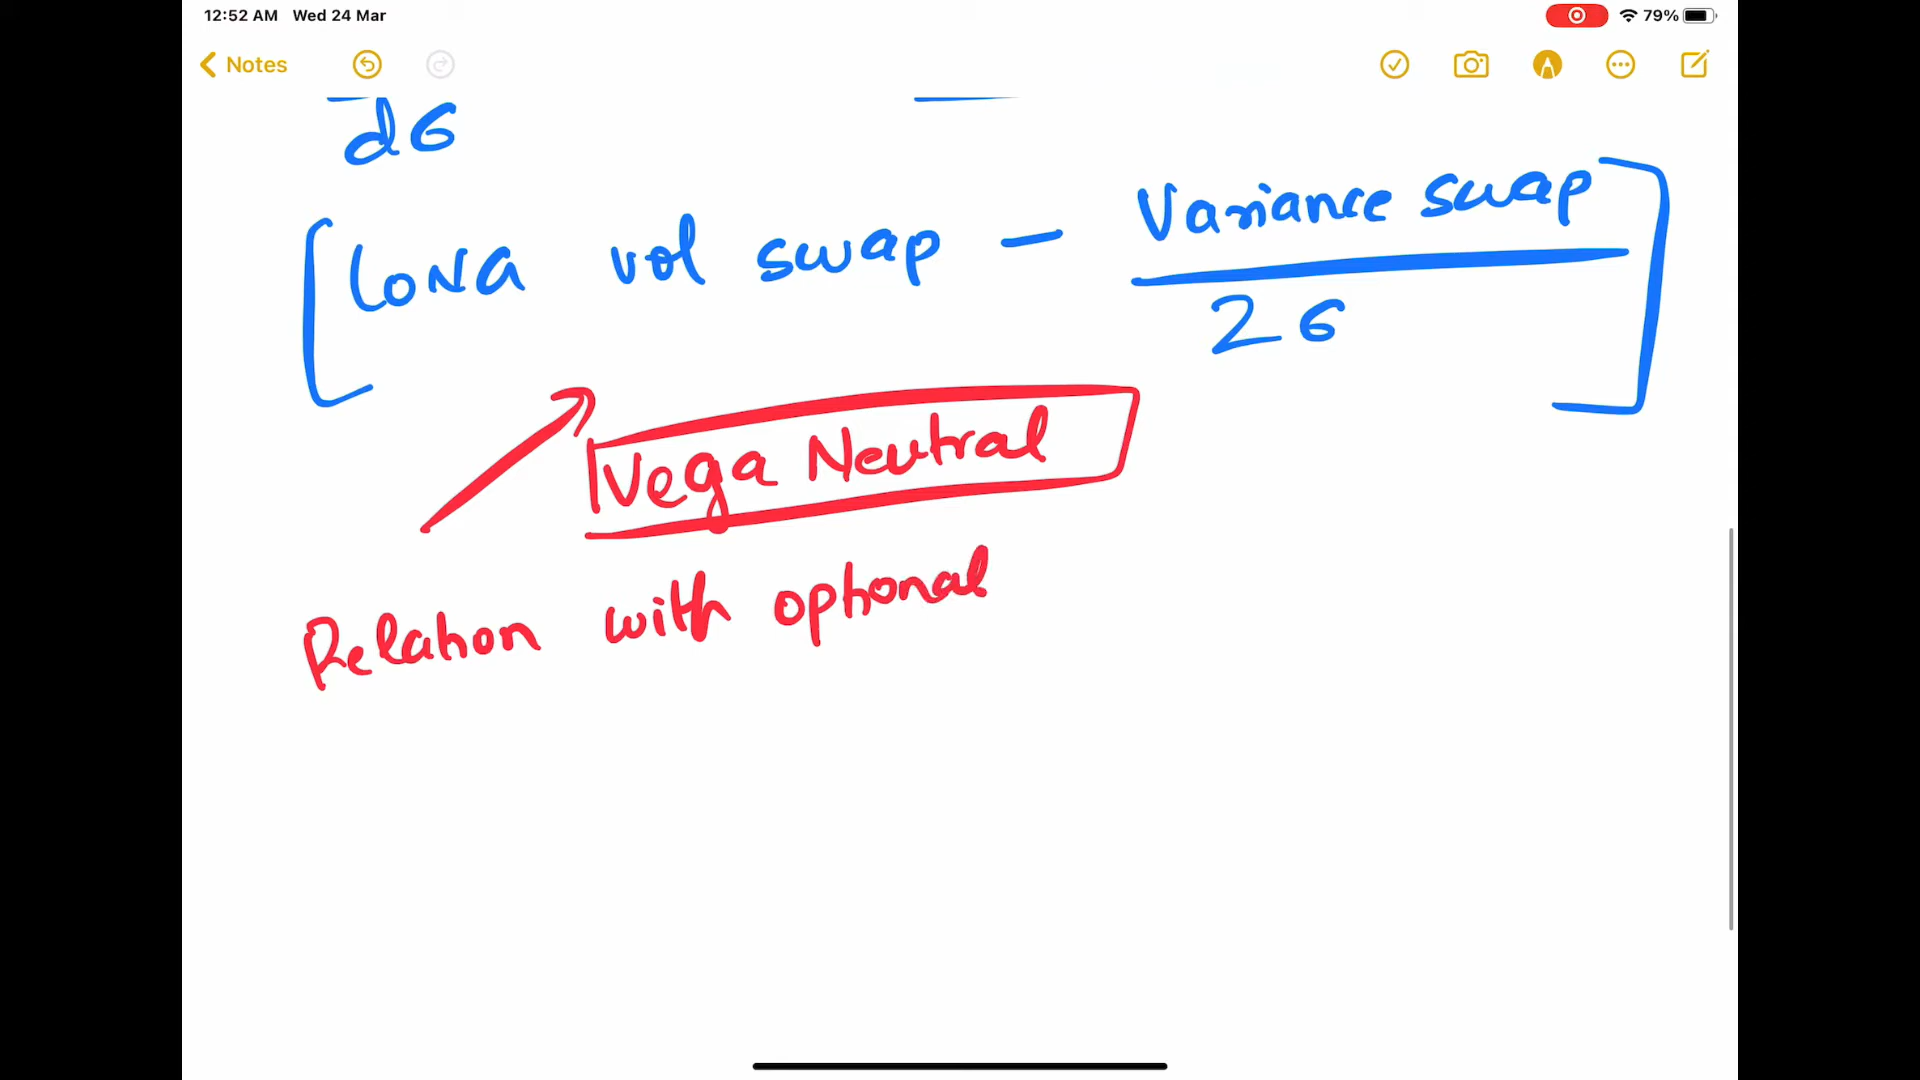 12:52 AM Wed 24 Mar 79%
Notes
dσ
[Long vol swap - Variance swap / 2σ]
Vega Neutral
Relation with optional